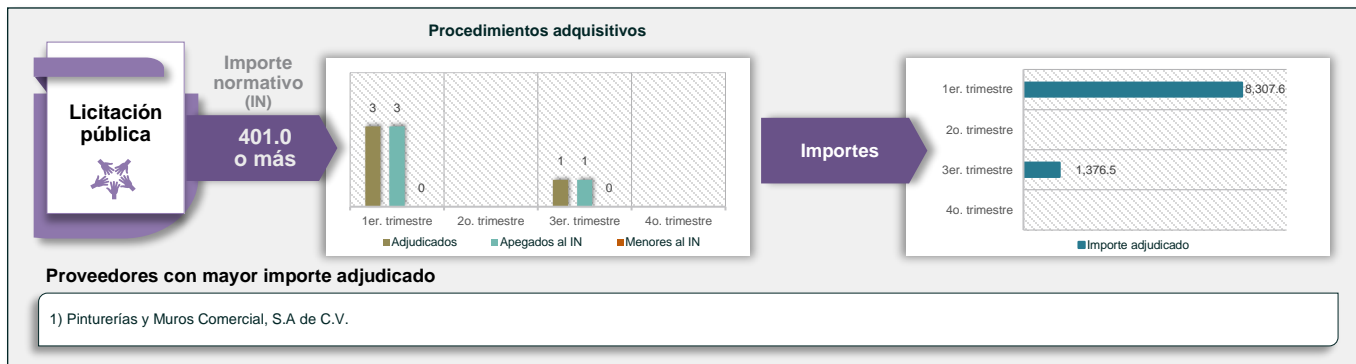 Licitación
pública
Importe
normativo
(IN)
401.0
o más
Procedimientos adquisitivos
3
3
0
1
1
0
1er. trimestre
2o. trimestre
3er. trimestre
4o. trimestre
Adjudicados
Apegados al IN
Menores al IN
Importes
1er. trimestre
8,307.6
2o. trimestre
3er. trimestre
1,376.5
4o. trimestre
Importe adjudicado
Proveedores con mayor importe adjudicado
1) Pinturerías y Muros Comercial, S.A de C.V.